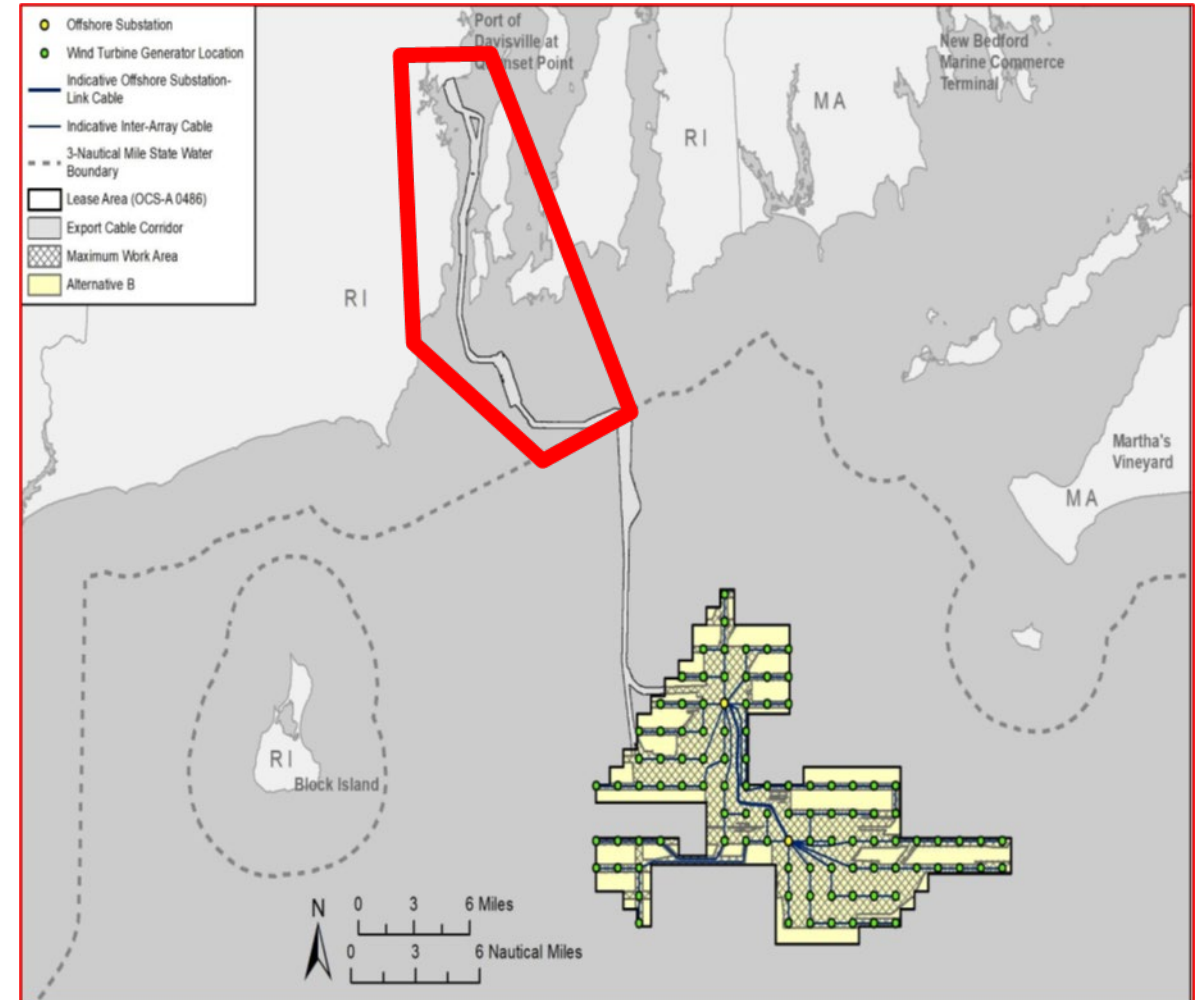 Offshore Substation
Wind Turbine Generator Location
Indicative Offshore Substation-
Link Cable
Indicative Inter-Array Cable
3-Nautical Mile State Water
Boundary
Lease Area (OCS-A 0486)
Export Cable Corridor
Maximum Work Area
Alternative B
Port of
Davisville at
Point
New Bedford
Marine Commerce
Terminal
MA
RI
RI
Martha's
Vineyard
MA
RI
Block Island
N
0 3 6 Miles
0 3 6 Nautical Miles